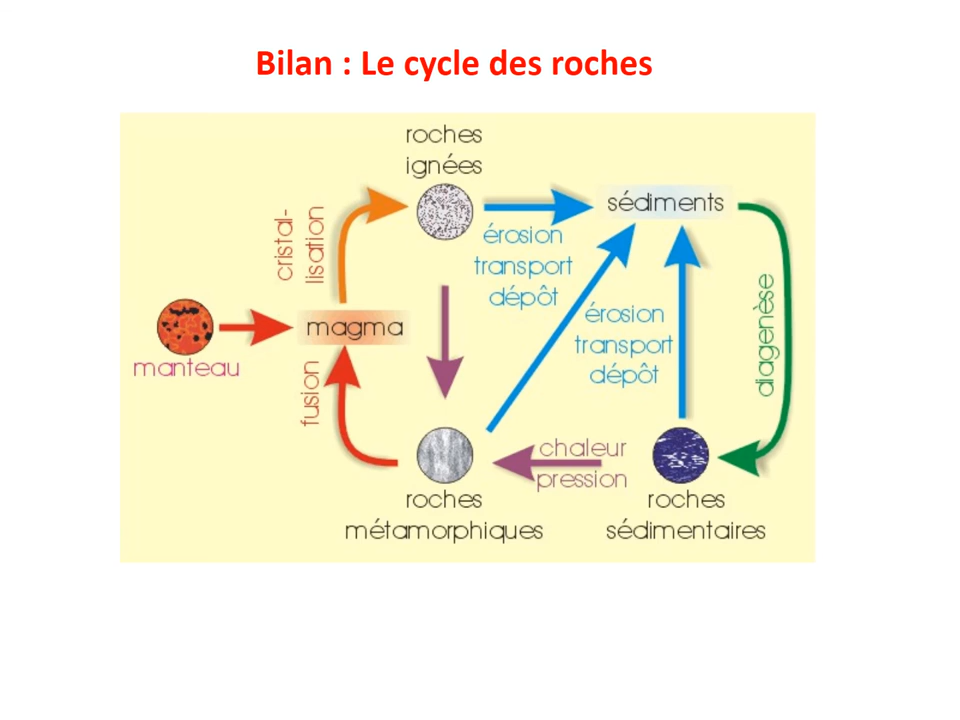 Bilan : Le cycle des roches
roches
ignées
sédiments
cristal-
lisation
érosion
transport
dépôt
érosion
transport
dépôt
diagenèse
magma
manteau
fusion
chaleur
pression
roches
métamorphiques
roches
sédimentaires